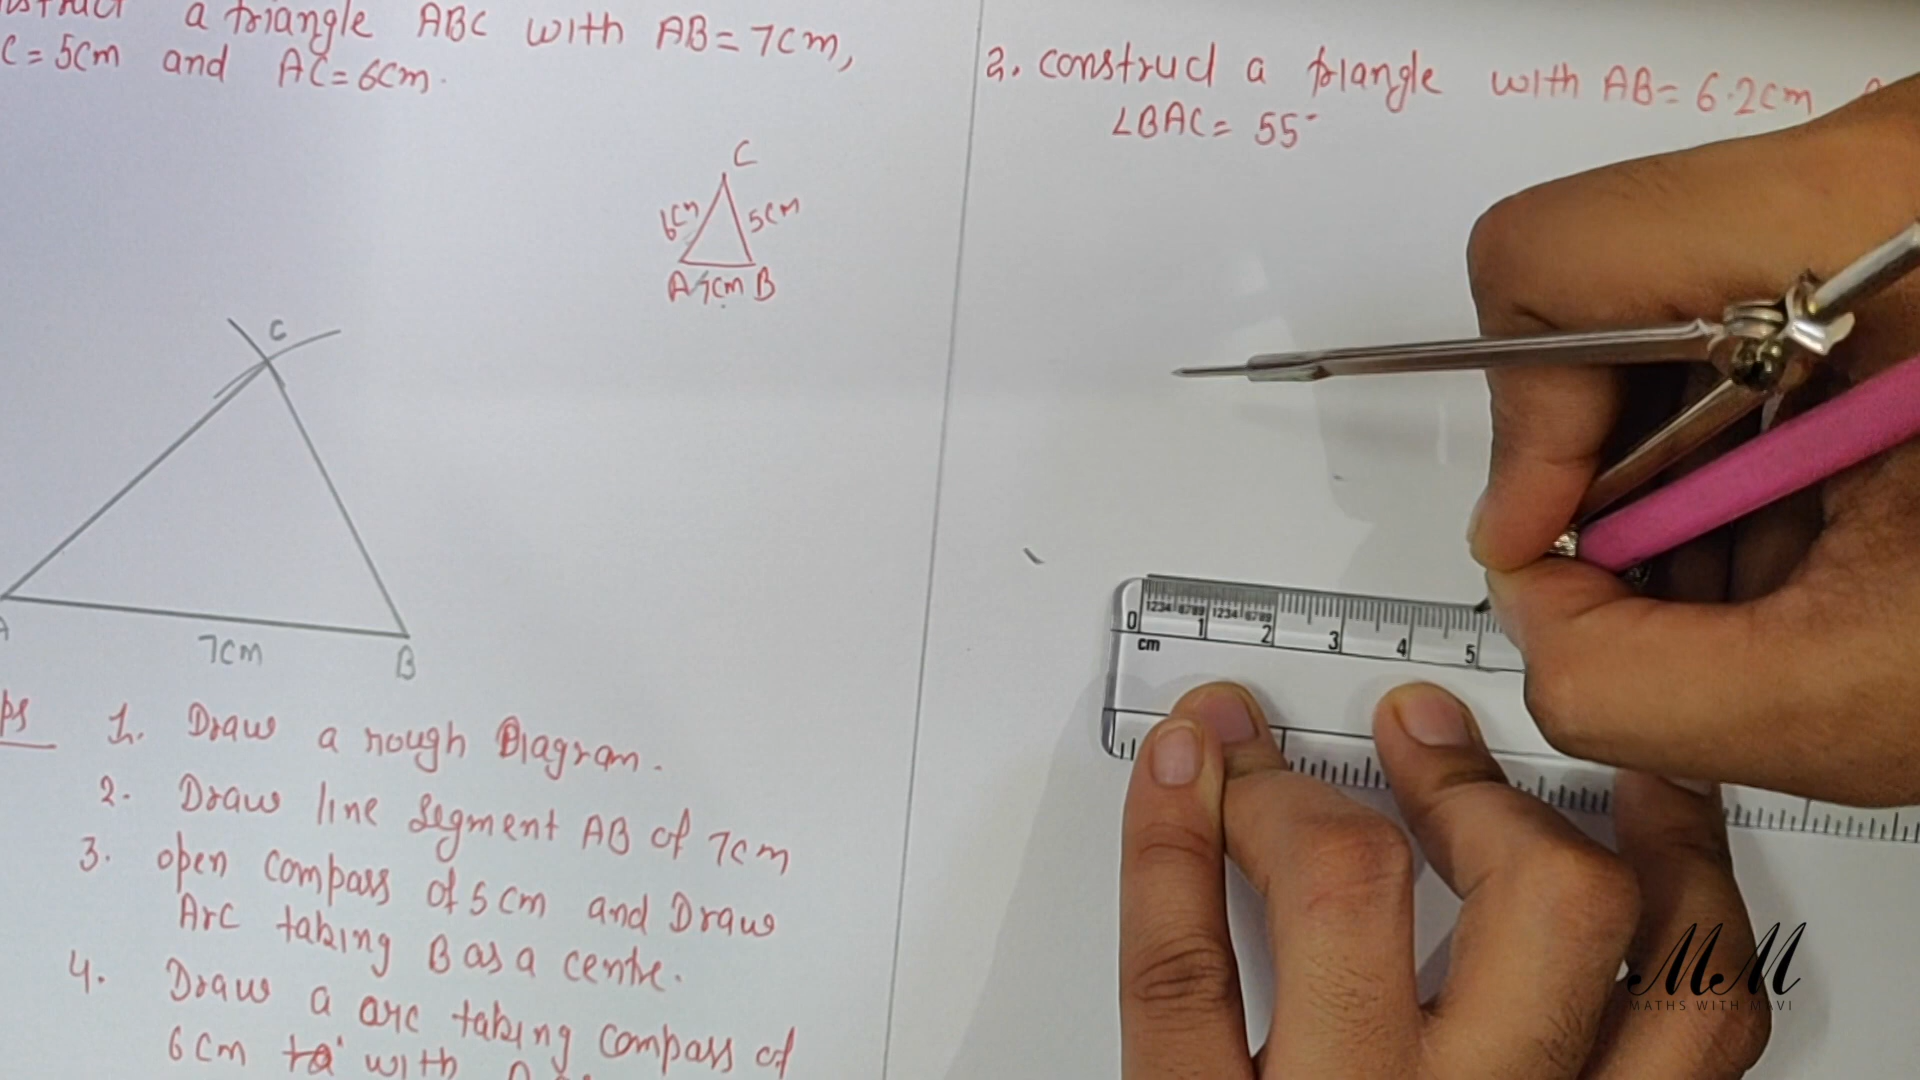 a triangle ABC with AB = 7cm,
C = 5cm and AC = 6cm.
C
6cm
5cm
A 7cm B
C
A
7cm
B
1. Draw a rough Diagram.
2. Draw line segment AB of 7cm
3. open compass of 5cm and Draw
Arc taking B as a centre.
4. Draw a arc taking compass of
6cm with
2. construct a triangle with AB = 6.2cm
∠BAC = 55°
0 1 2 3 4 5
cm
MM
MATHS WITH MAVI